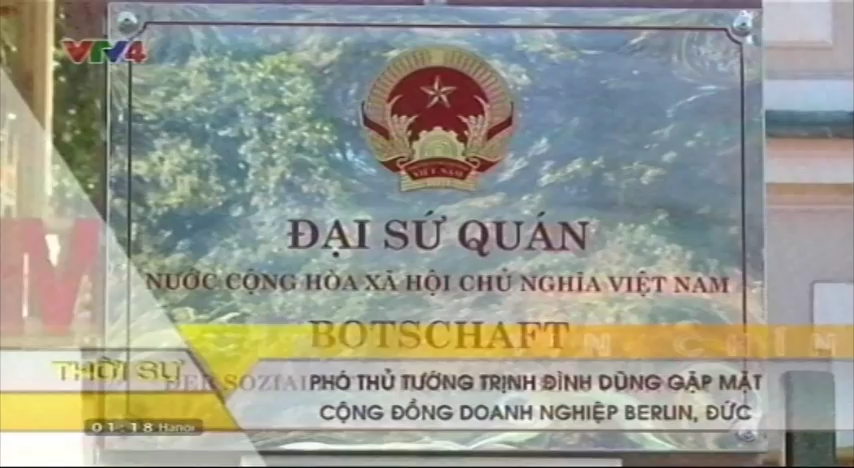 VTV4
VIỆT NAM
ĐẠI SỨ QUÁN
NƯỚC CỘNG HÒA XÃ HỘI CHỦ NGHĨA VIỆT NAM
BOTSCHAFT
THỜI SỰ
PHÓ THỦ TƯỚNG TRỊNH ĐÌNH DŨNG GẶP MẶT
CỘNG ĐỒNG DOANH NGHIỆP BERLIN, ĐỨC
01:18 Hanoi